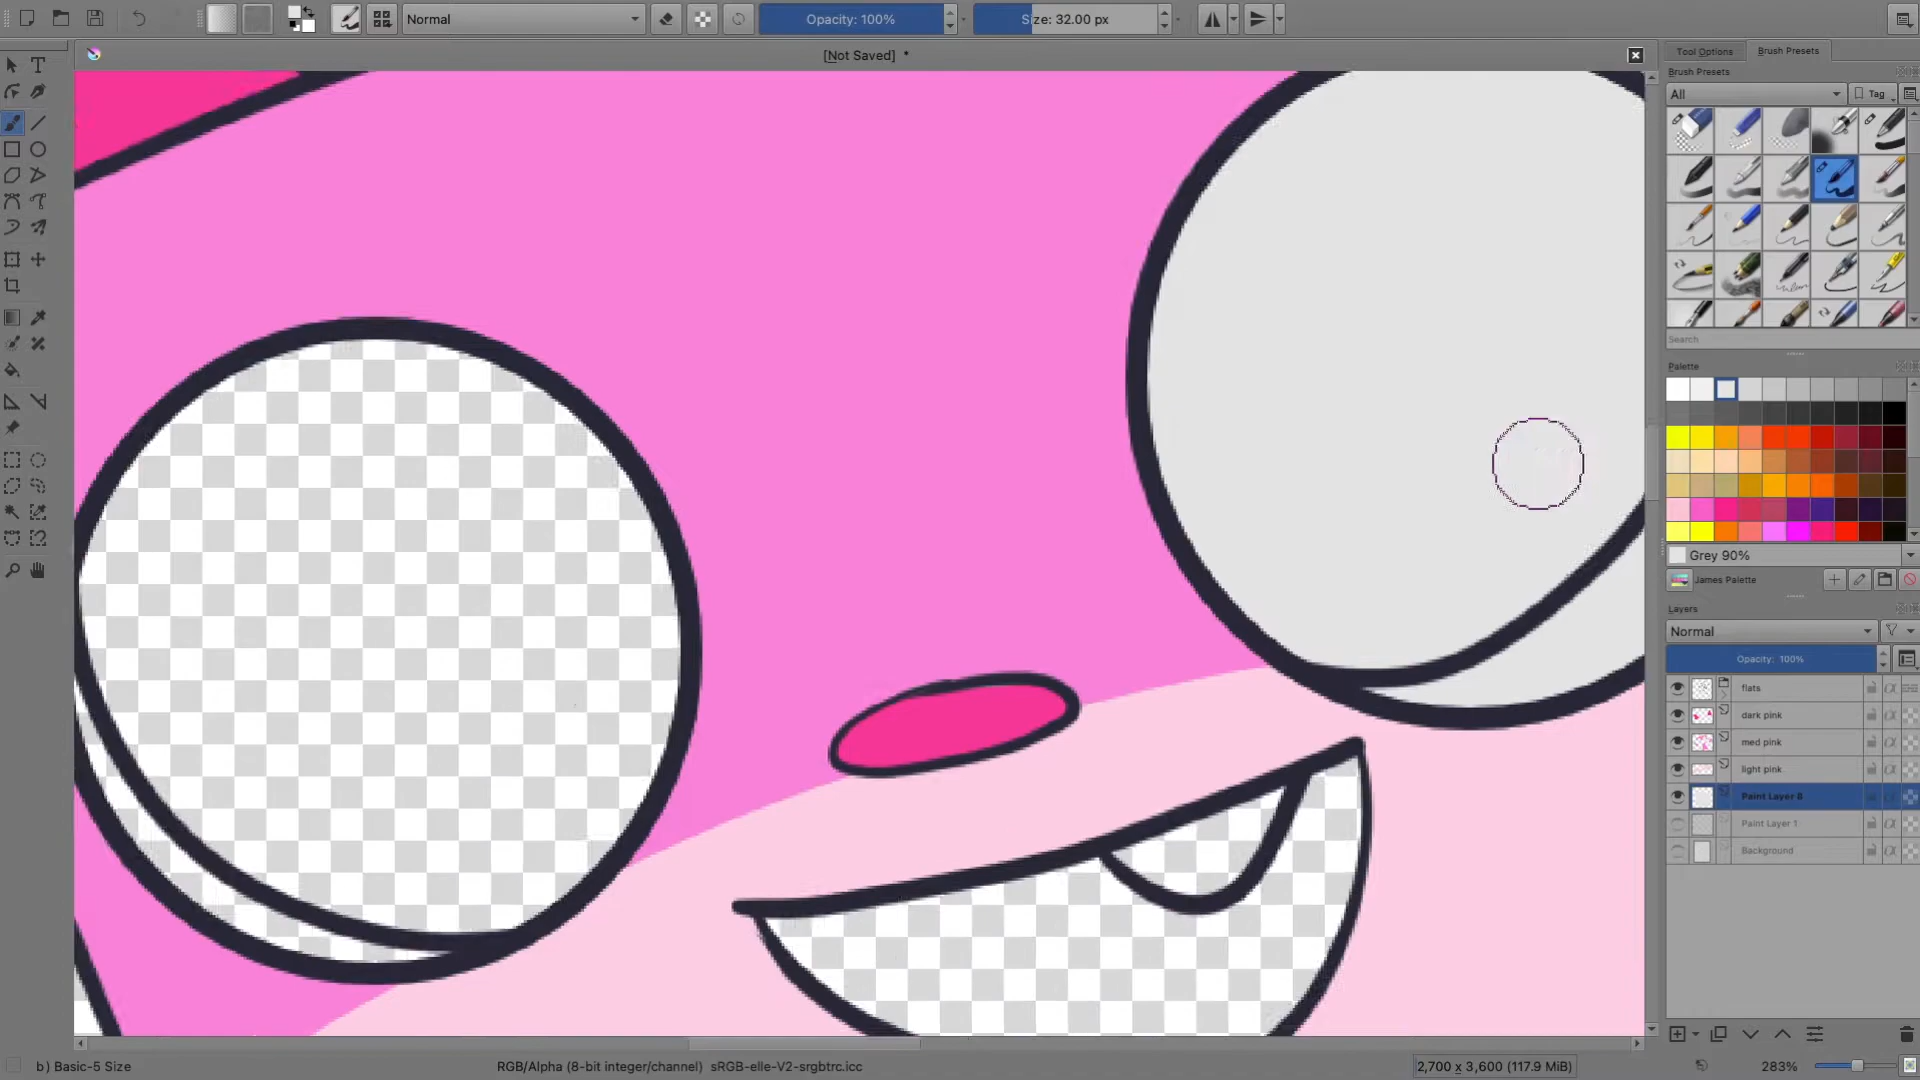 Normal
Opacity: 100%
Size: 32.00 px
[Not Saved] *
Tool Options
Brush Presets
Brush Presets
All
Tag
Search
Palette
Grey 90%
James Palette
Layers
Normal
Opacity: 100%
flats
dark pink
med pink
light pink
Paint Layer 8
Paint Layer 1
Background
b) Basic-5 Size
RGB/Alpha (8-bit integer/channel) sRGB-elle-V2-srgbtrc.icc
2,700 x 3,600 (117.9 MiB)
283%